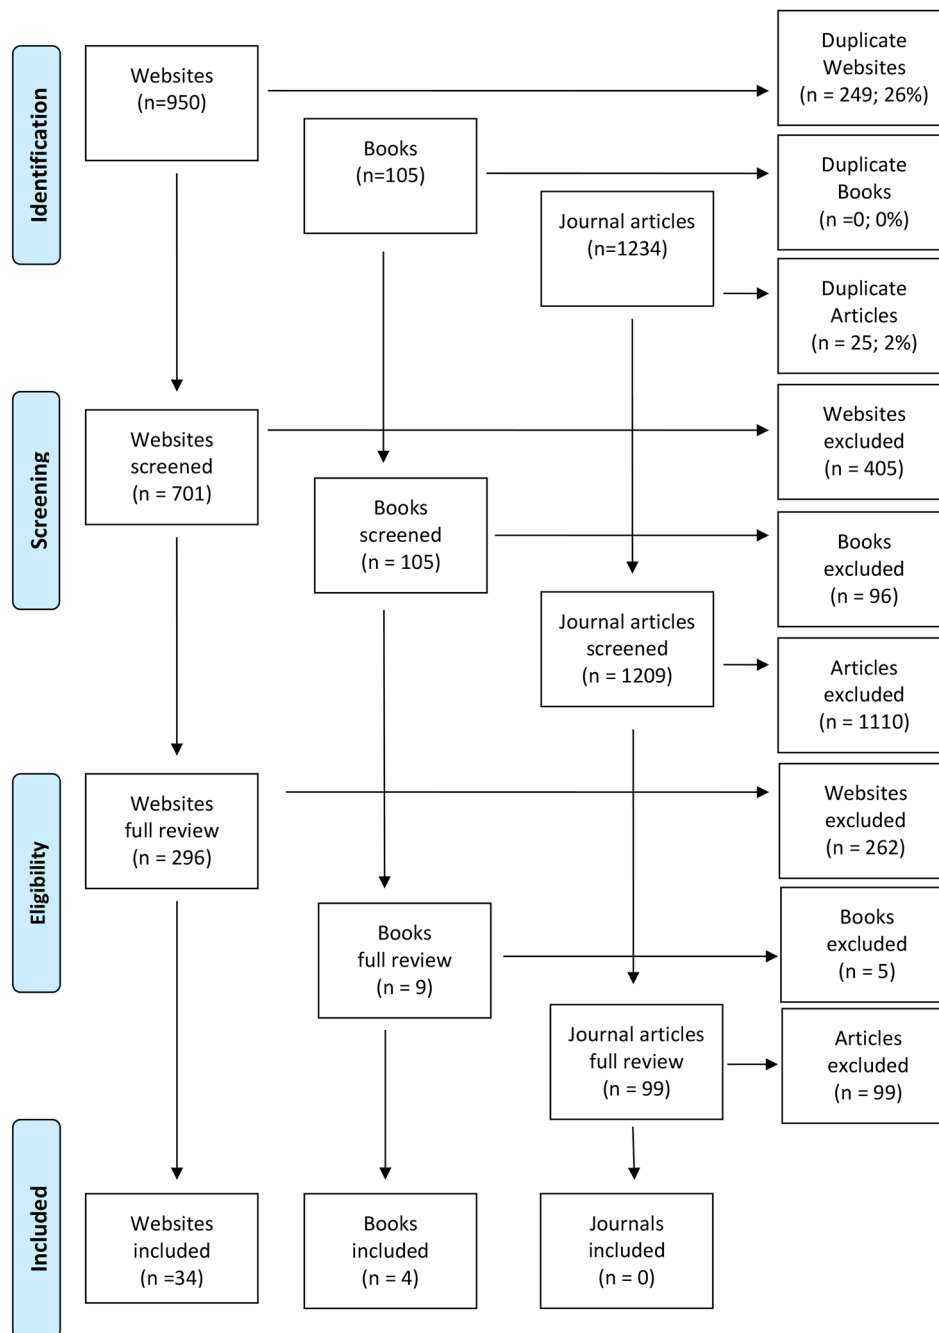 Identification
Websites
(n=950)
Books
(n=105)
Journal articles
(n=1234)
Duplicate
Websites
(n = 249; 26%)
Duplicate
Books
(n =0; 0%)
Duplicate
Articles
(n = 25; 2%)
Screening
Websites
screened
(n = 701)
Books
screened
(n = 105)
Journal articles
screened
(n = 1209)
Websites
excluded
(n = 405)
Books
excluded
(n = 96)
Articles
excluded
(n = 1110)
Eligibility
Websites
full review
(n = 296)
Books
full review
(n = 9)
Journal articles
full review
(n = 99)
Websites
excluded
(n = 262)
Books
excluded
(n = 5)
Articles
excluded
(n = 99)
Included
Websites
included
(n =34)
Books
included
(n = 4)
Journals
included
(n = 0)